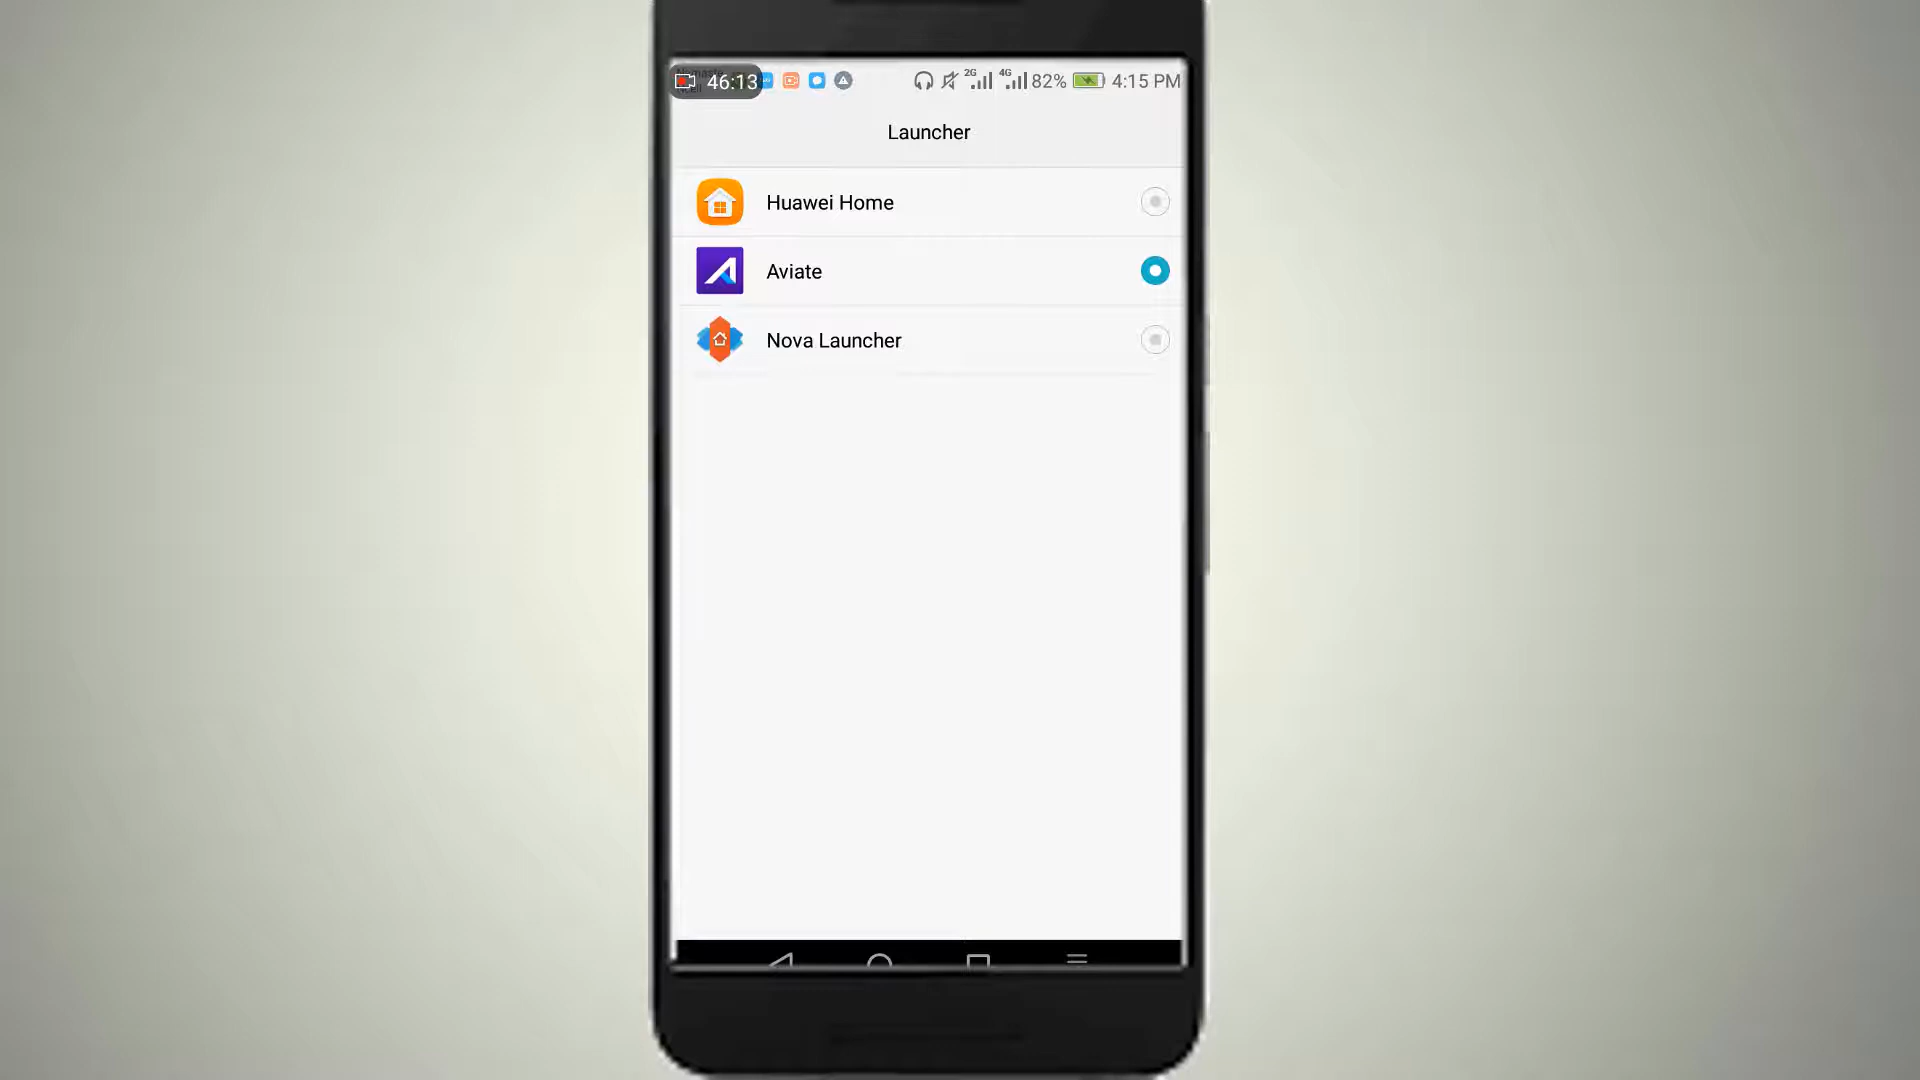 46:13 2G 4G 82% 4:15 PM
Launcher
Huawei Home
Aviate
Nova Launcher